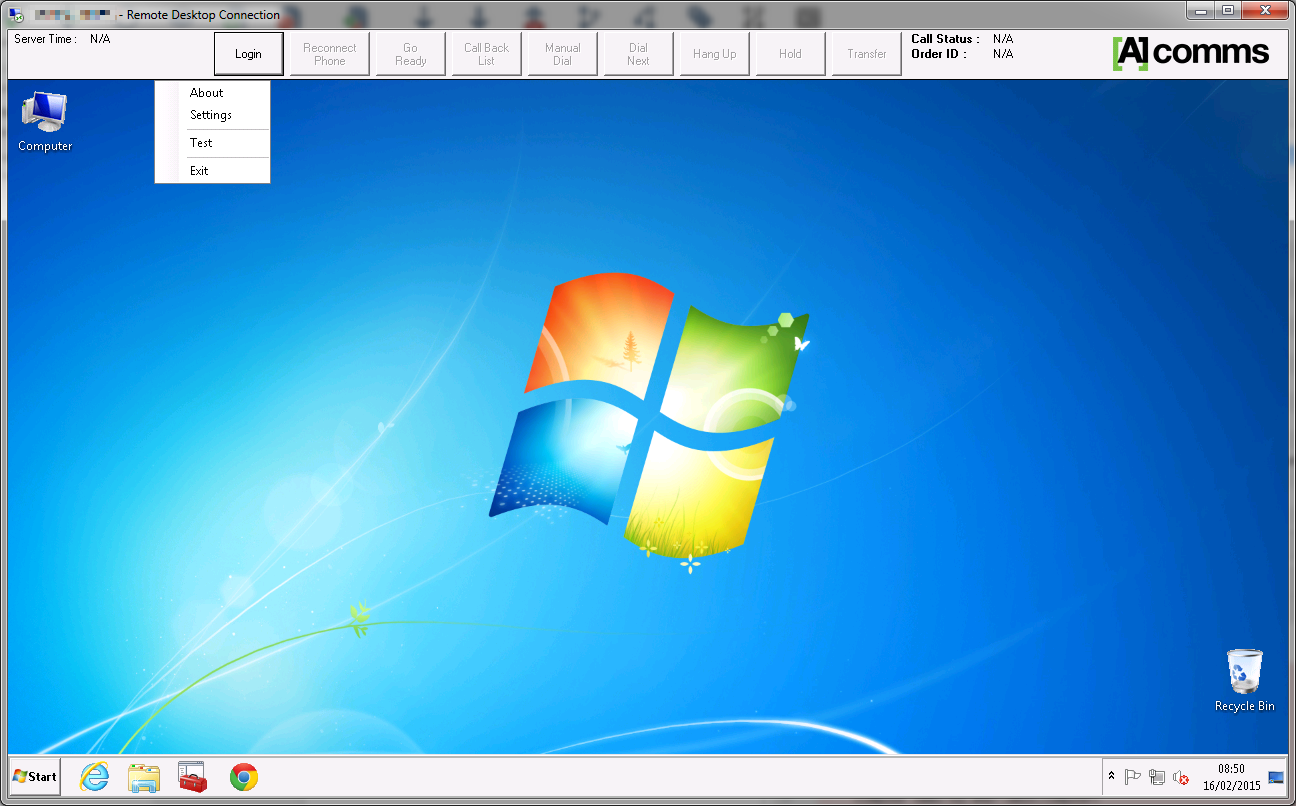 - Remote Desktop Connection
Server Time : N/A
Login
Reconnect
Phone
Go
Ready
Call Back
List
Manual
Dial
Dial
Next
Hang Up
Hold
Transfer
Call Status : N/A
Order ID : N/A
[A]comms
About
Settings
Test
Exit
Computer
Recycle Bin
Start
08:50
16/02/2015